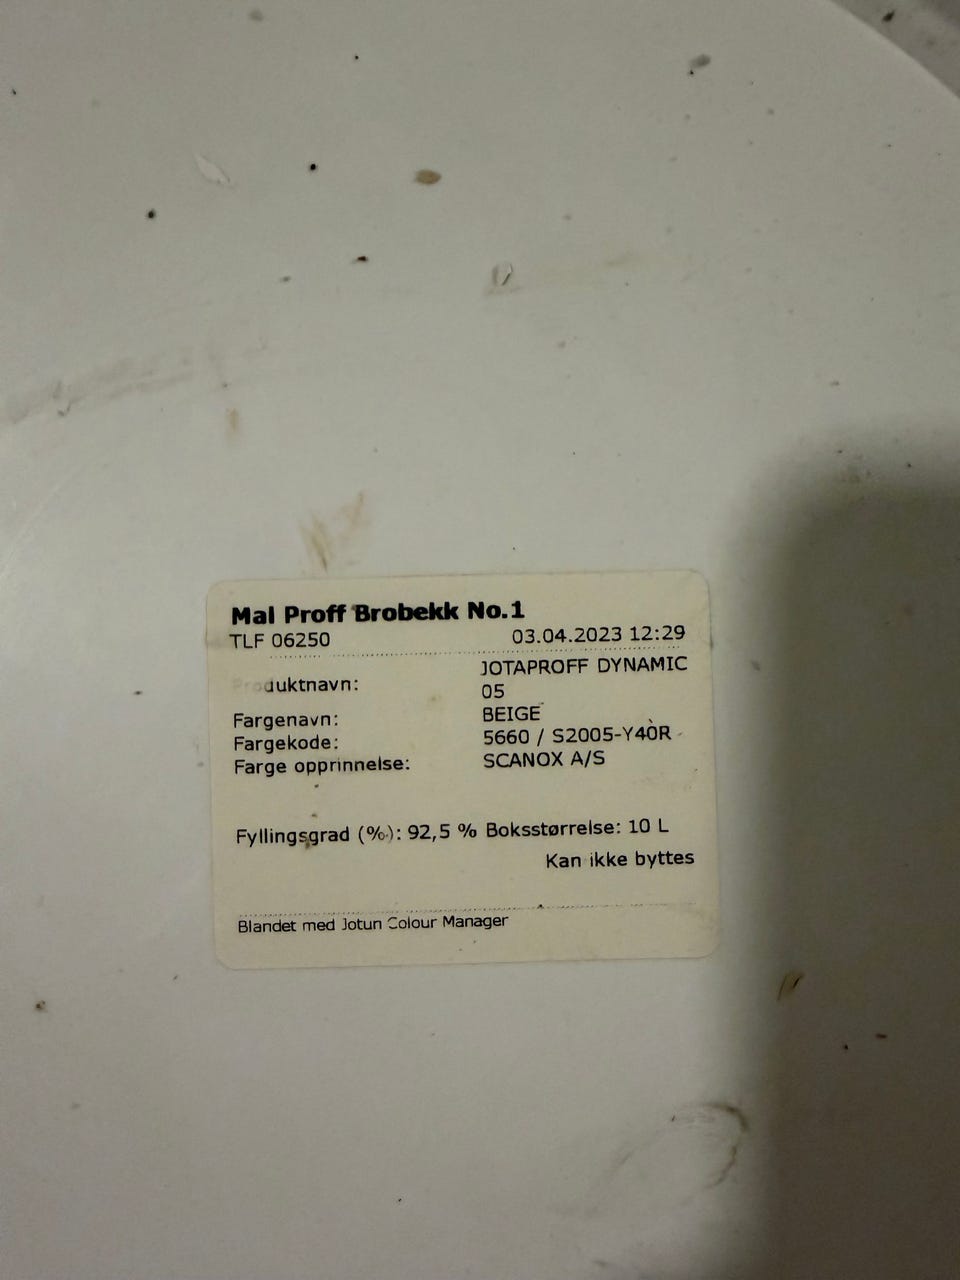 Mal Proff Brobekk No.1
TLF 06250 03.04.2023 12:29
Produktnavn: JOTAPROFF DYNAMIC
05
Fargenavn: BEIGE
Fargekode: 5660 / S2005-Y40R
Farge opprinnelse: SCANOX A/S
Fyllingsgrad (%): 92,5 % Boksstørrelse: 10 L
Kan ikke byttes
Blandet med Jotun Colour Manager